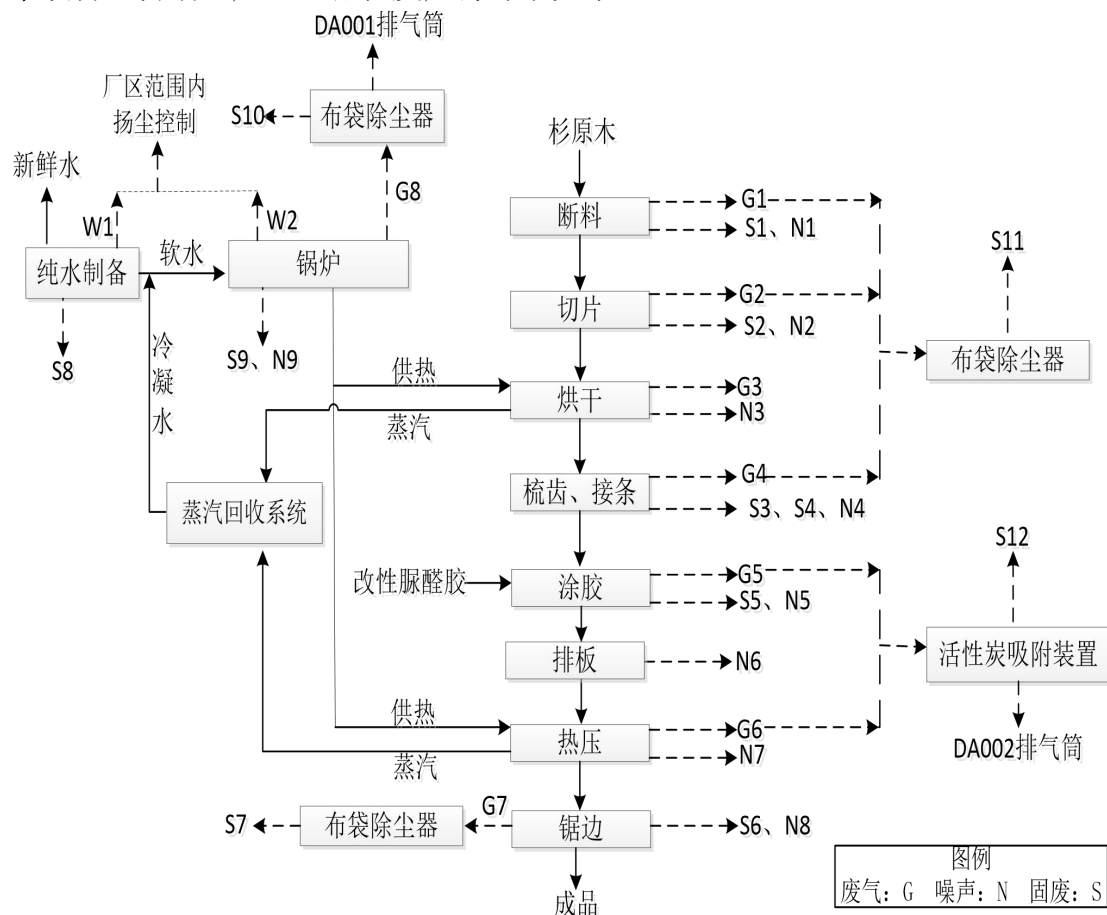 DA001排气筒
厂区范围内
扬尘控制
S10
布袋除尘器
杉原木
新鲜水
W1
W2
G8
断料
G1
S1、N1
S11
纯水制备
软水
锅炉
切片
G2
S2、N2
S8
冷凝水
S9、N9
布袋除尘器
供热
烘干
G3
N3
蒸汽
蒸汽回收系统
梳齿、接条
G4
S3、S4、N4
S12
改性脲醛胶
涂胶
G5
S5、N5
排板
N6
活性炭吸附装置
供热
热压
G6
N7
蒸汽
DA002排气筒
S7
布袋除尘器
G7
锯边
S6、N8
图例
废气：G 噪声：N 固废：S
成品